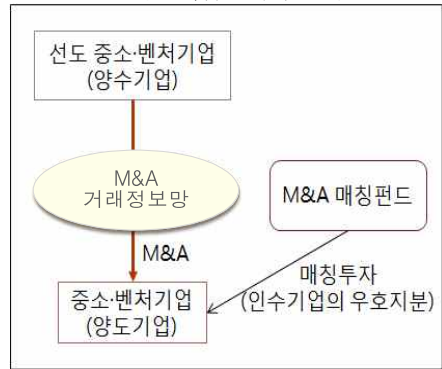 선도 중소·벤처기업
(양수기업)
M&A
거래정보망
M&A 매칭펀드
M&A
매칭투자
(인수기업의 우호지분)
중소·벤처기업
(양도기업)